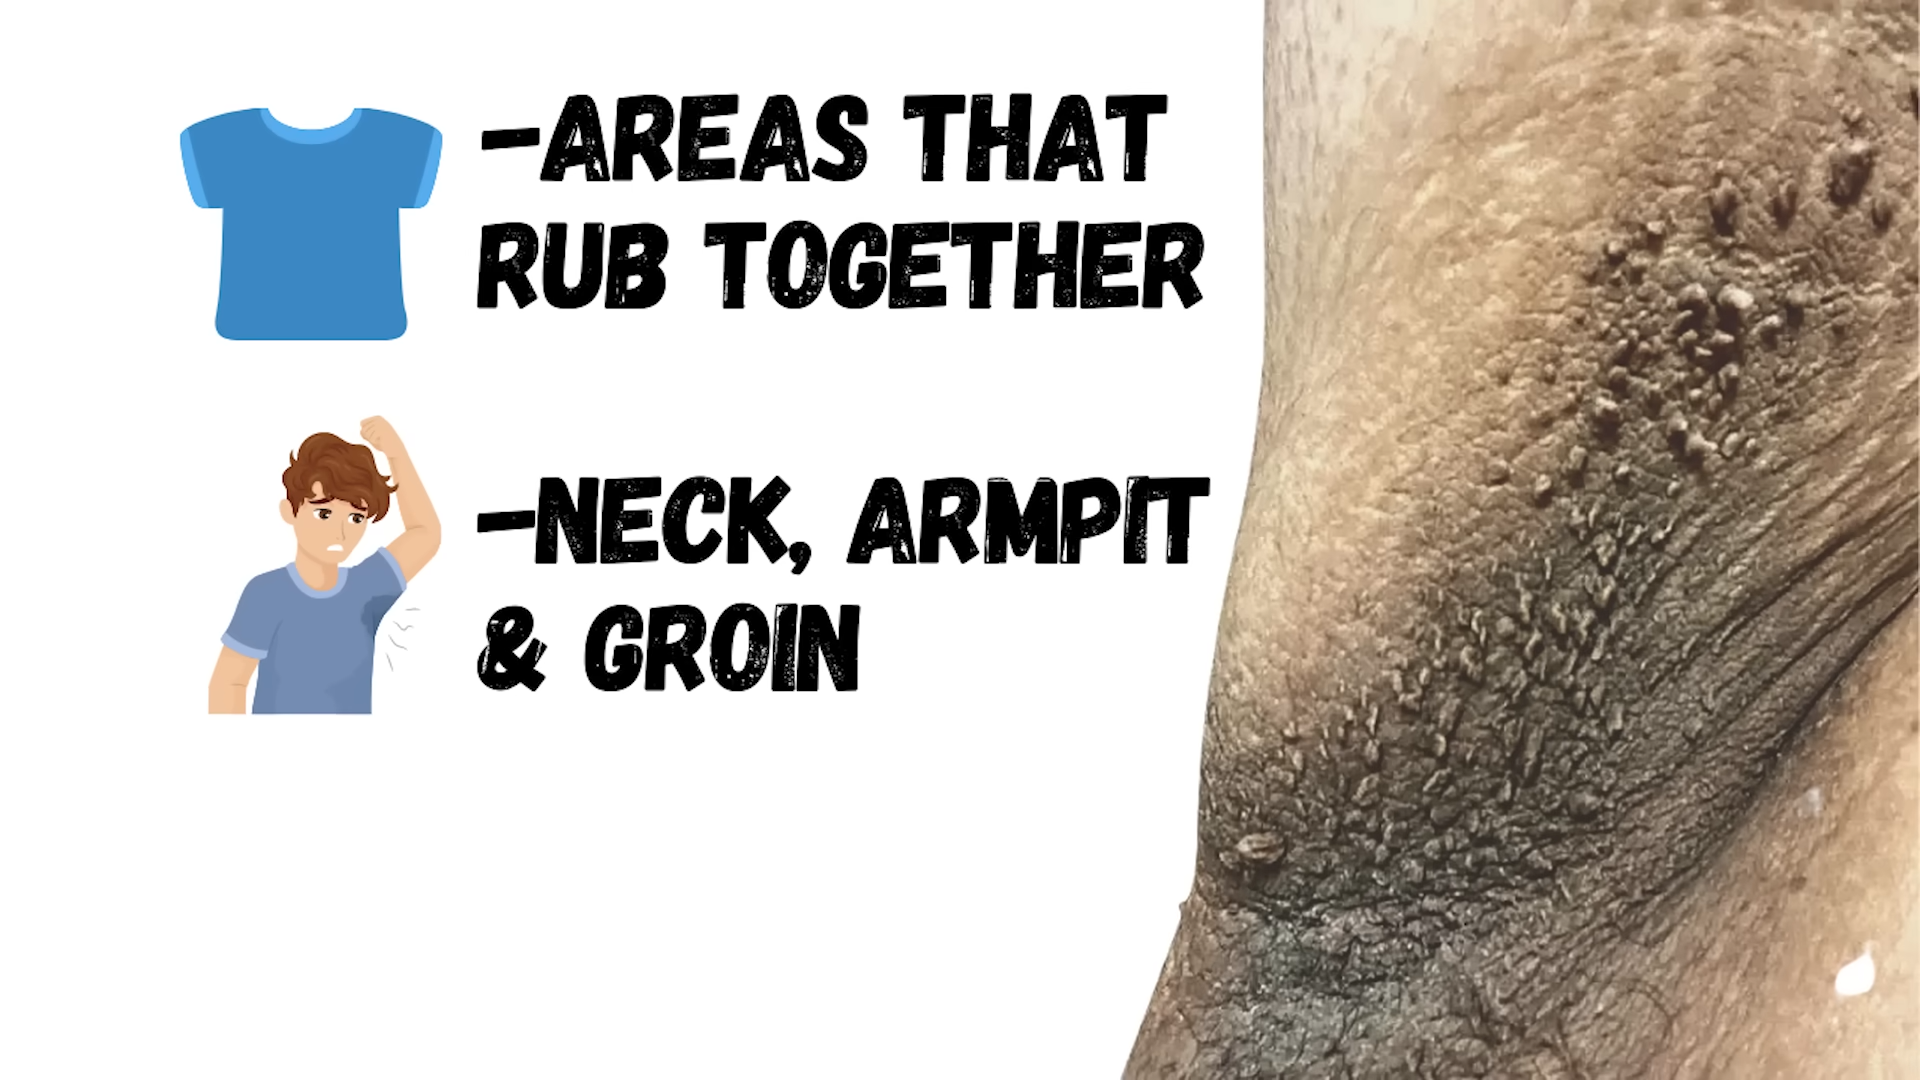 -AREAS THAT
RUB TOGETHER
-NECK, ARMPIT
& GROIN